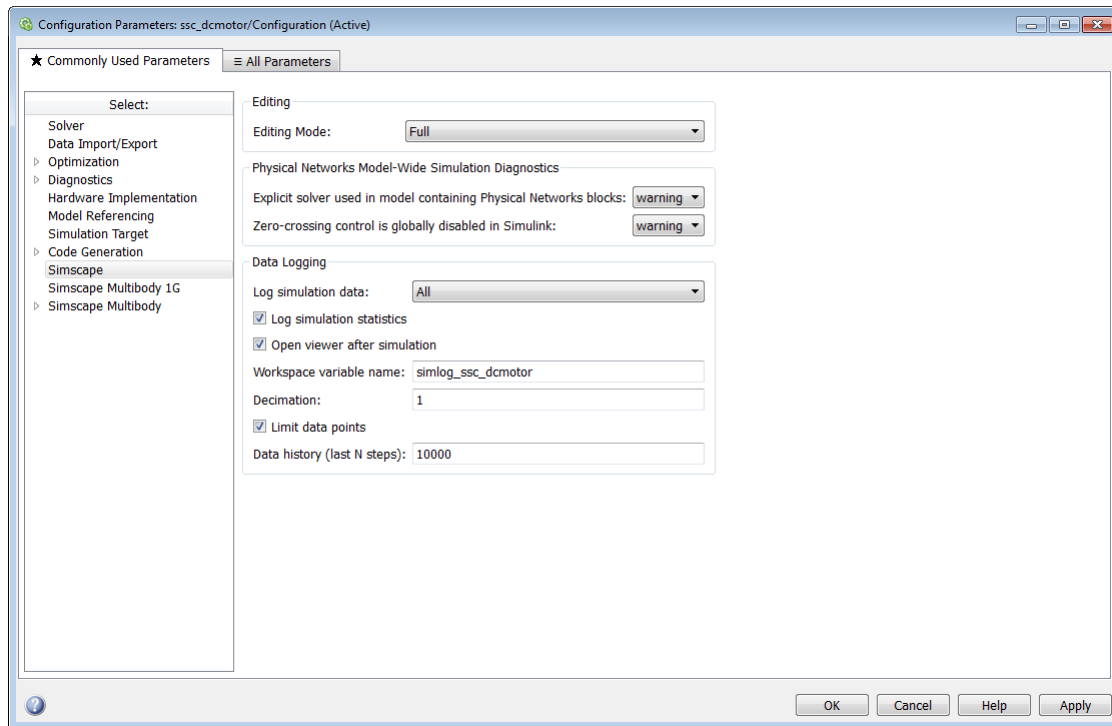 Configuration Parameters: ssc_dcmotor/Configuration (Active)
★ Commonly Used Parameters
≡ All Parameters
Select:
Solver
Data Import/Export
Optimization
Diagnostics
Hardware Implementation
Model Referencing
Simulation Target
Code Generation
Simscape
Simscape Multibody 1G
Simscape Multibody
Editing
Editing Mode: Full
Physical Networks Model-Wide Simulation Diagnostics
Explicit solver used in model containing Physical Networks blocks: warning
Zero-crossing control is globally disabled in Simulink: warning
Data Logging
Log simulation data: All
Log simulation statistics
Open viewer after simulation
Workspace variable name: simlog_ssc_dcmotor
Decimation: 1
Limit data points
Data history (last N steps): 10000
? OK Cancel Help Apply